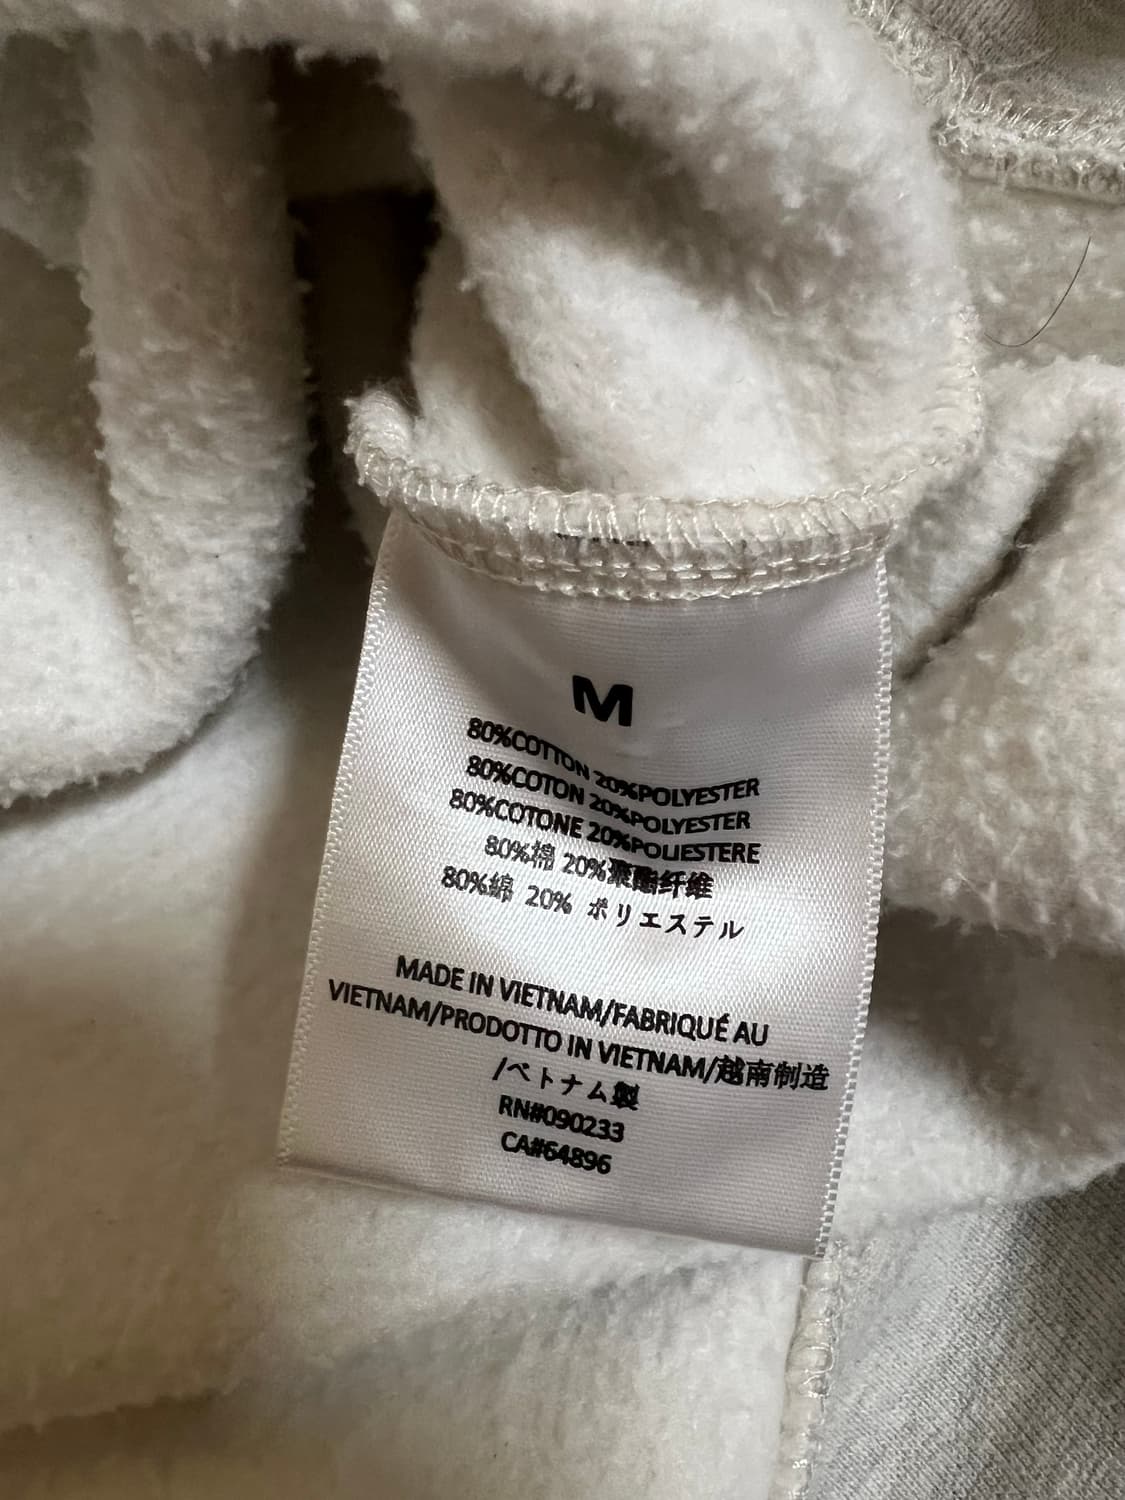 M
80%COTTON 20%POLYESTER
80%COTON 20%POLYESTER
80%COTONE 20%POLIESTERE
80%棉 20%聚酯纤维
80%綿 20% ポリエステル
MADE IN VIETNAM/FABRIQUÉ AU
VIETNAM/PRODOTTO IN VIETNAM/越南制造
/ベトナム製
RN#090233
CA#64896